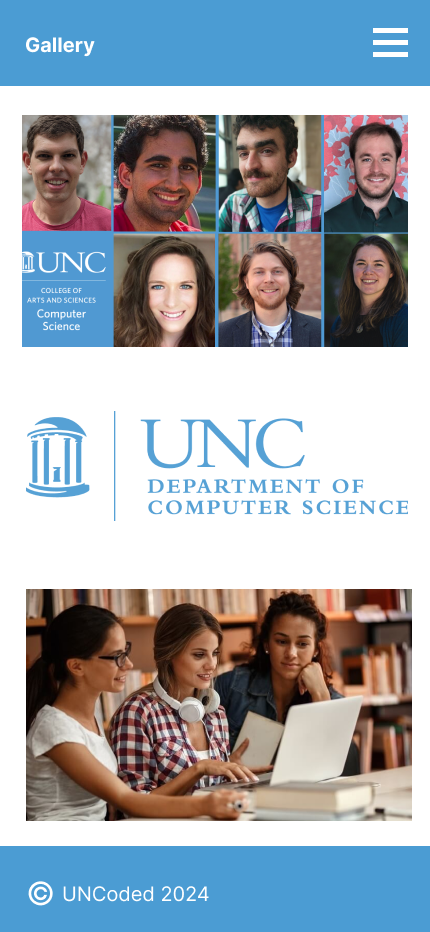 Gallery
UNC
COLLEGE OF
ARTS AND SCIENCES
Computer
Science
UNC
DEPARTMENT OF
COMPUTER SCIENCE
© UNCoded 2024